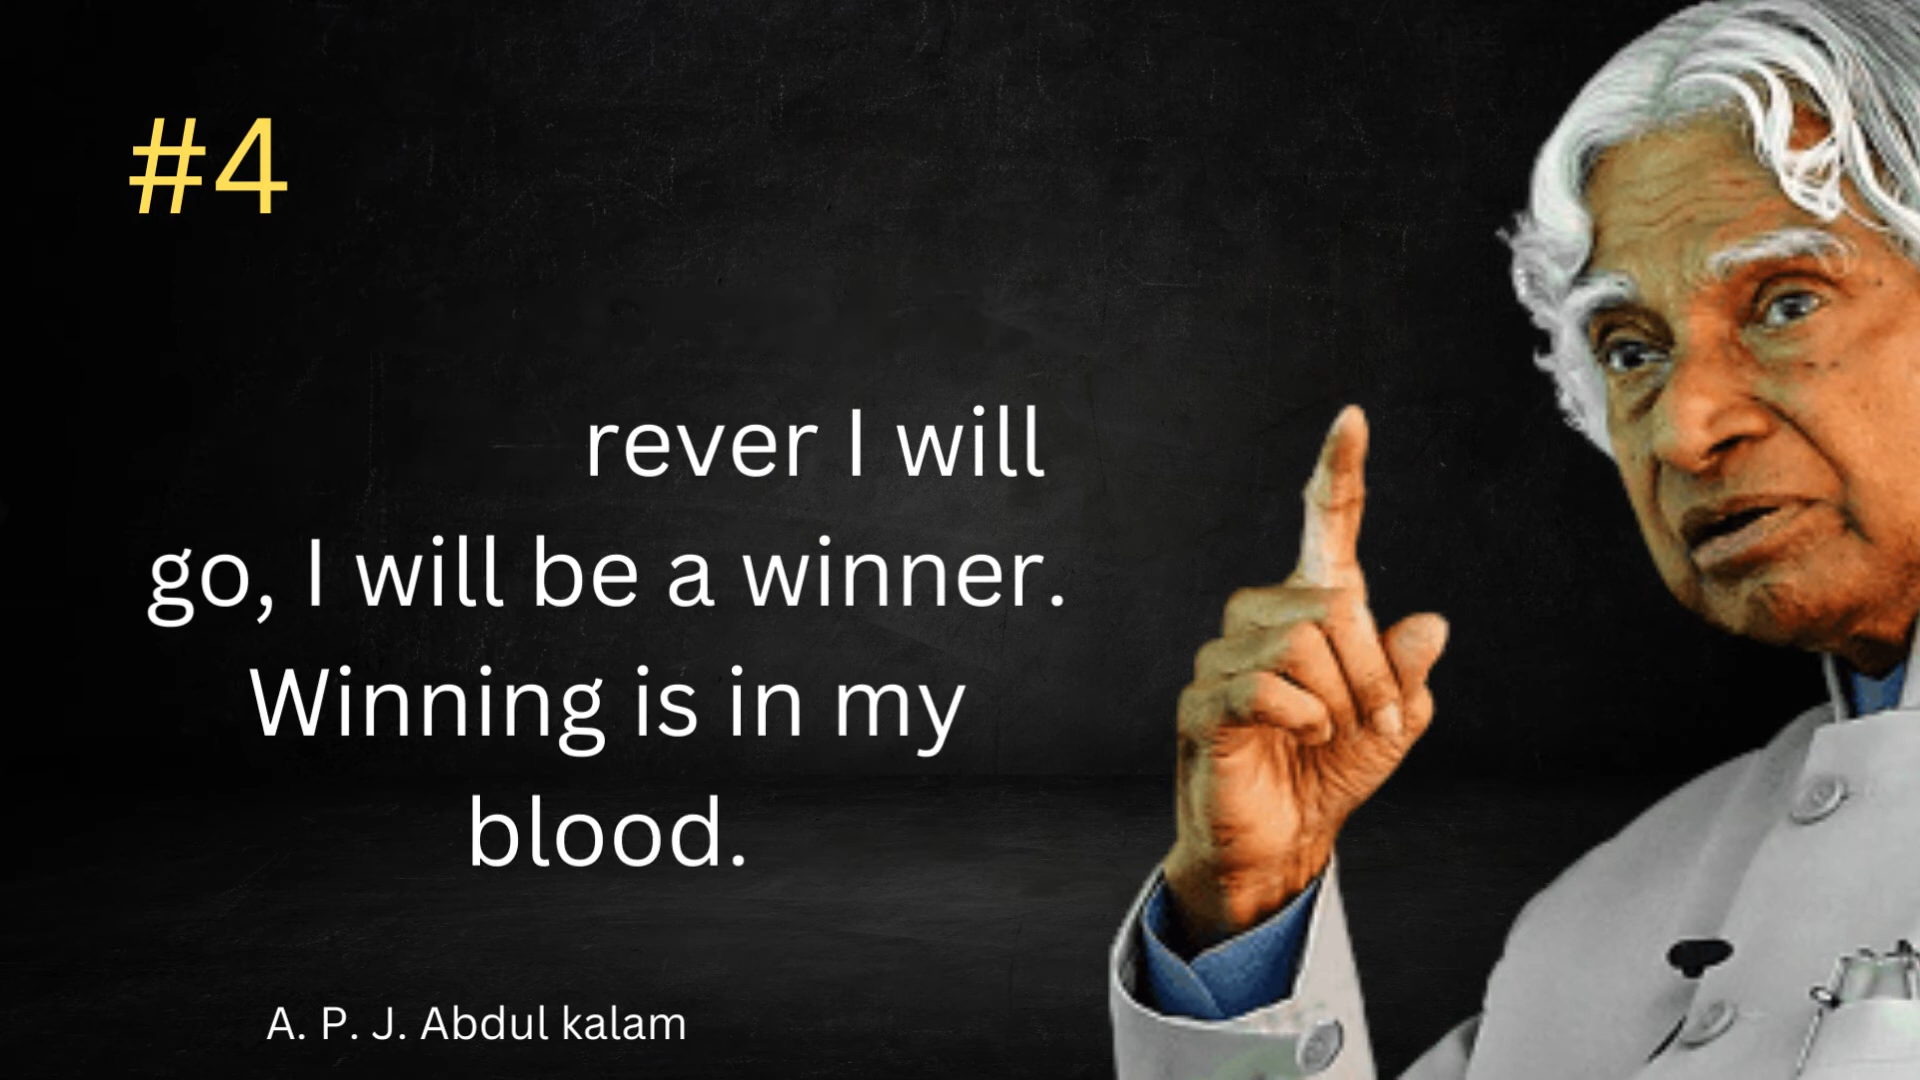 #4
rever I will
go, I will be a winner.
Winning is in my
blood.
A. P. J. Abdul kalam